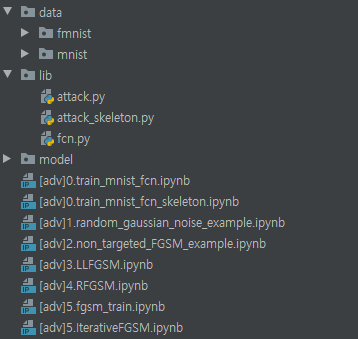 data
fmnist
mnist
lib
attack.py
attack_skeleton.py
fcn.py
model
[adv]0.train_mnist_fcn.ipynb
[adv]0.train_mnist_fcn_skeleton.ipynb
[adv]1.random_gaussian_noise_example.ipynb
[adv]2.non_targeted_FGSM_example.ipynb
[adv]3.LLFGSM.ipynb
[adv]4.RFGSM.ipynb
[adv]5.fgsm_train.ipynb
[adv]5.IterativeFGSM.ipynb